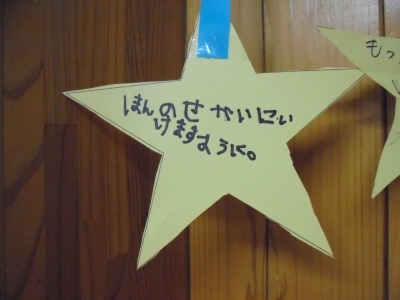 ほんのせかいにい
けますように。
もっ